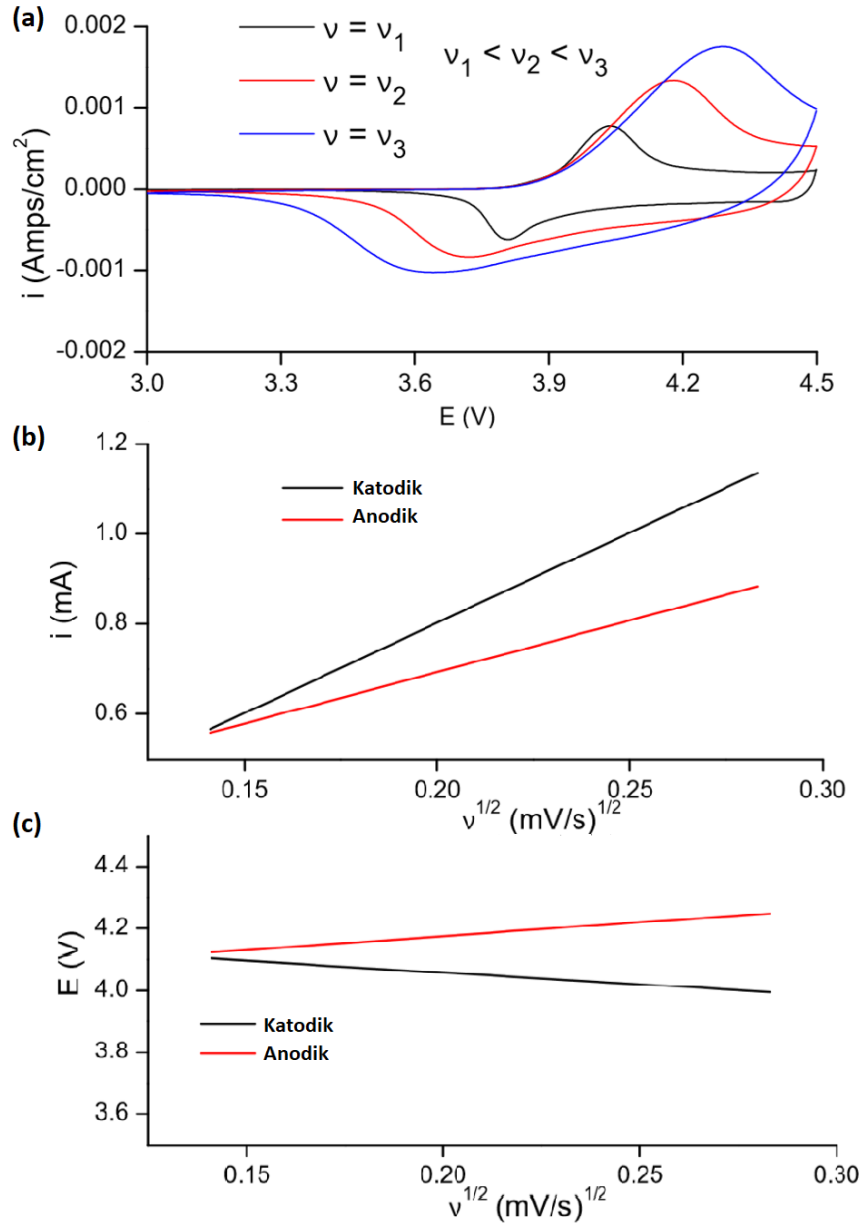 (a)
0.002
0.001
0.000
-0.001
-0.002
i (Amps/cm²)
ν = ν₁
ν = ν₂
ν = ν₃
ν₁ < ν₂ < ν₃
3.0 3.3 3.6 3.9 4.2 4.5
E (V)
(b)
1.2
1.0
0.8
0.6
i (mA)
Katodik
Anodik
0.15 0.20 0.25 0.30
ν^1/2 (mV/s)^1/2
(c)
4.4
4.2
4.0
3.8
3.6
E (V)
Katodik
Anodik
0.15 0.20 0.25 0.30
ν^1/2 (mV/s)^1/2